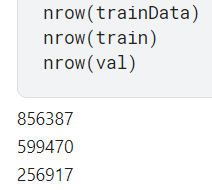 nrow(trainData)
nrow(train)
nrow(val)
856387
599470
256917